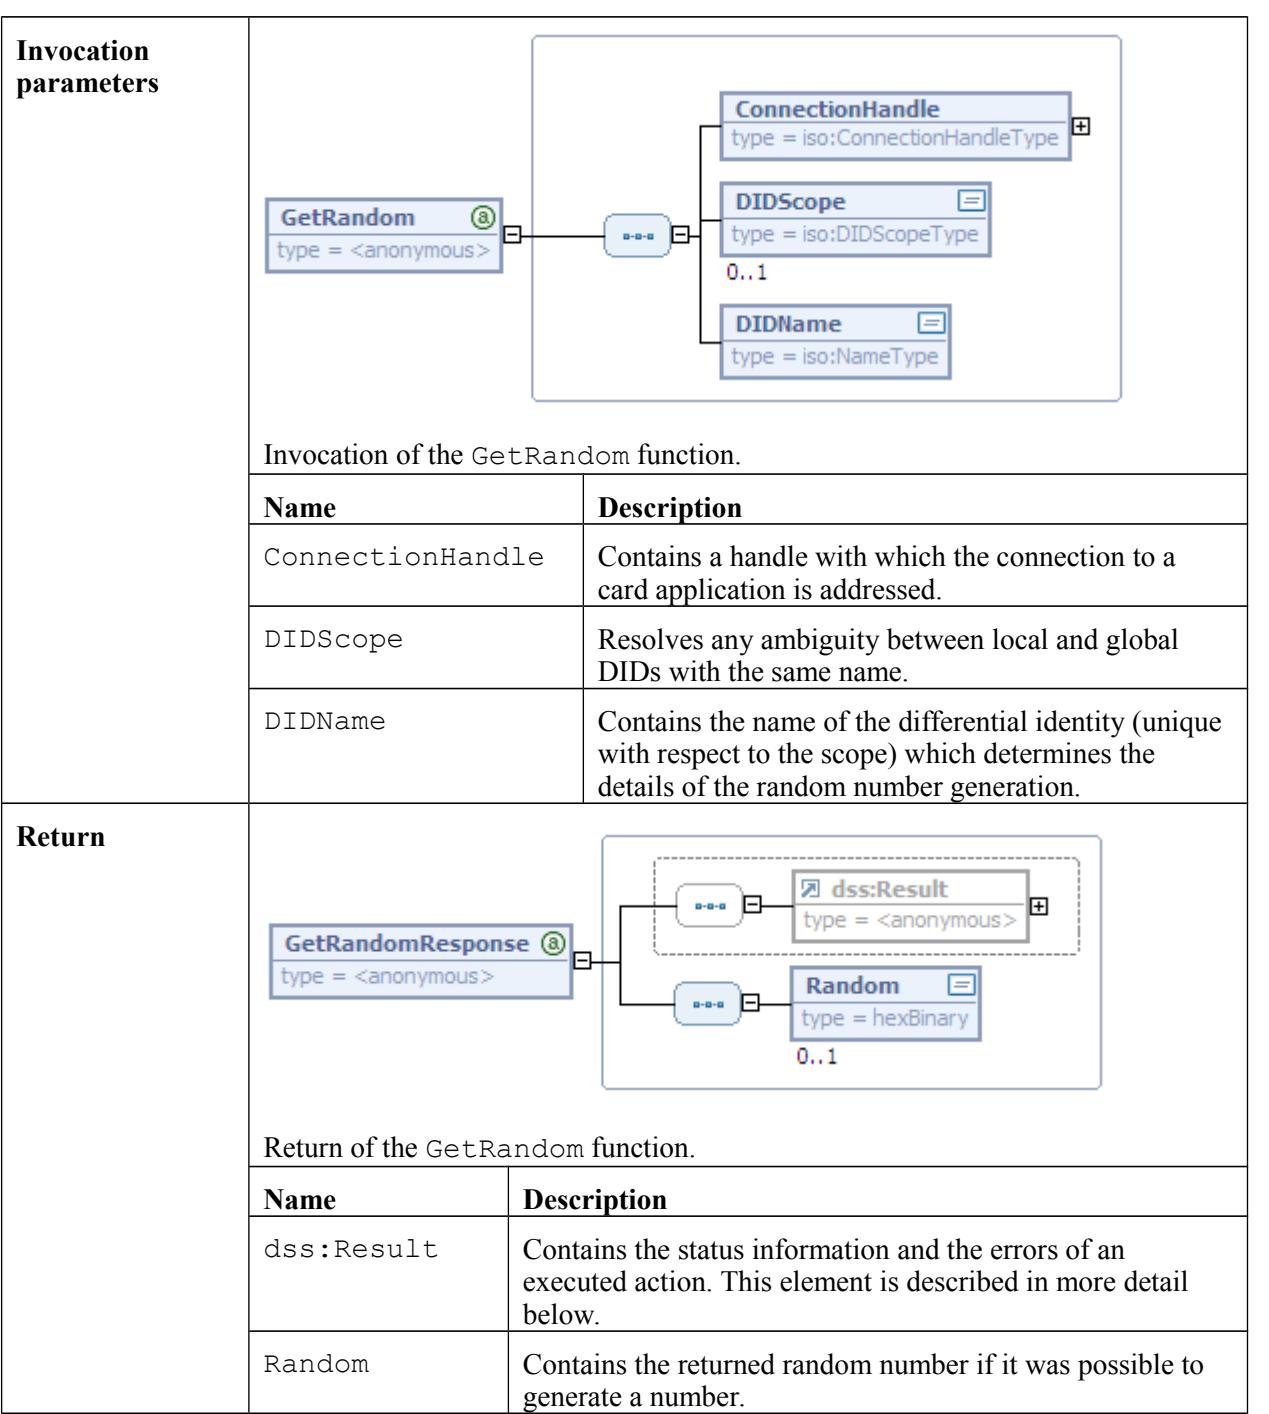 Invocation
parameters
ConnectionHandle
type = iso:ConnectionHandleType
GetRandom
type = <anonymous>
DIDScope
type = iso:DIDScopeType
0..1
DIDName
type = iso:NameType
Invocation of the GetRandom function.
Name Description
ConnectionHandle Contains a handle with which the connection to a
card application is addressed.
DIDScope Resolves any ambiguity between local and global
DIDs with the same name.
DIDName Contains the name of the differential identity (unique
with respect to the scope) which determines the
details of the random number generation.
Return
dss:Result
type = <anonymous>
GetRandomResponse
type = <anonymous>
Random
type = hexBinary
0..1
Return of the GetRandom function.
Name Description
dss:Result Contains the status information and the errors of an
executed action. This element is described in more detail
below.
Random Contains the returned random number if it was possible to
generate a number.